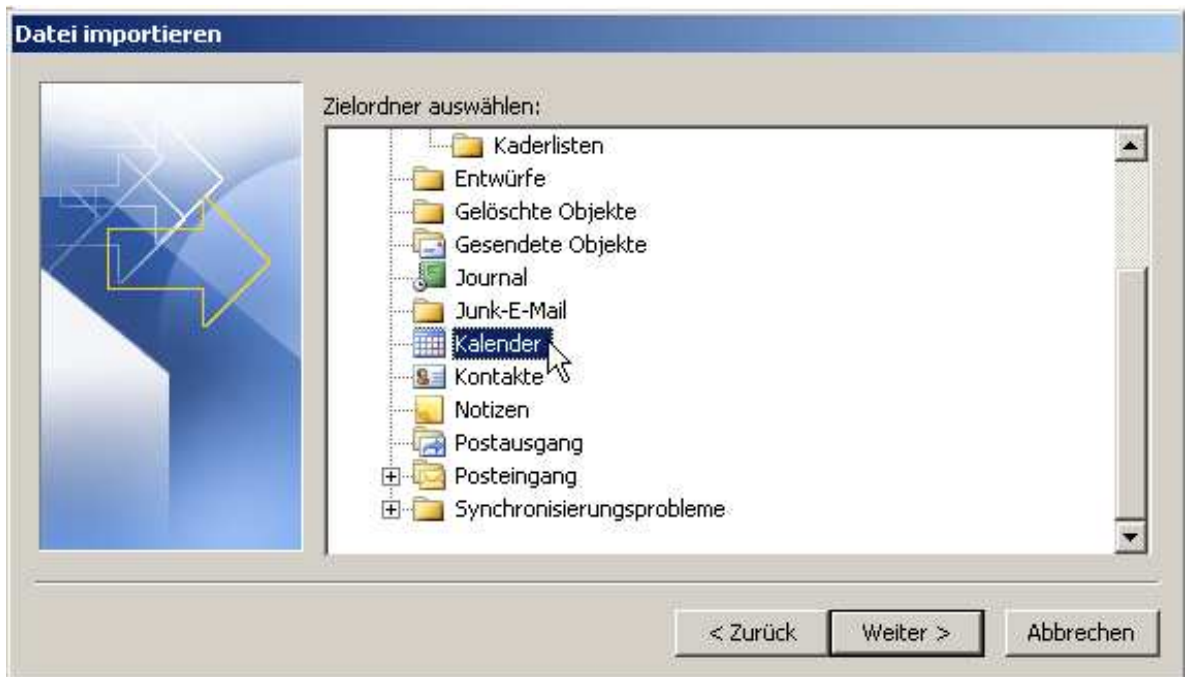 Datei importieren
Zielordner auswählen:
Kaderlisten
Entwürfe
Gelöschte Objekte
Gesendete Objekte
Journal
Junk-E-Mail
Kalender
Kontakte
Notizen
Postausgang
Posteingang
Synchronisierungsprobleme
< Zurück Weiter > Abbrechen